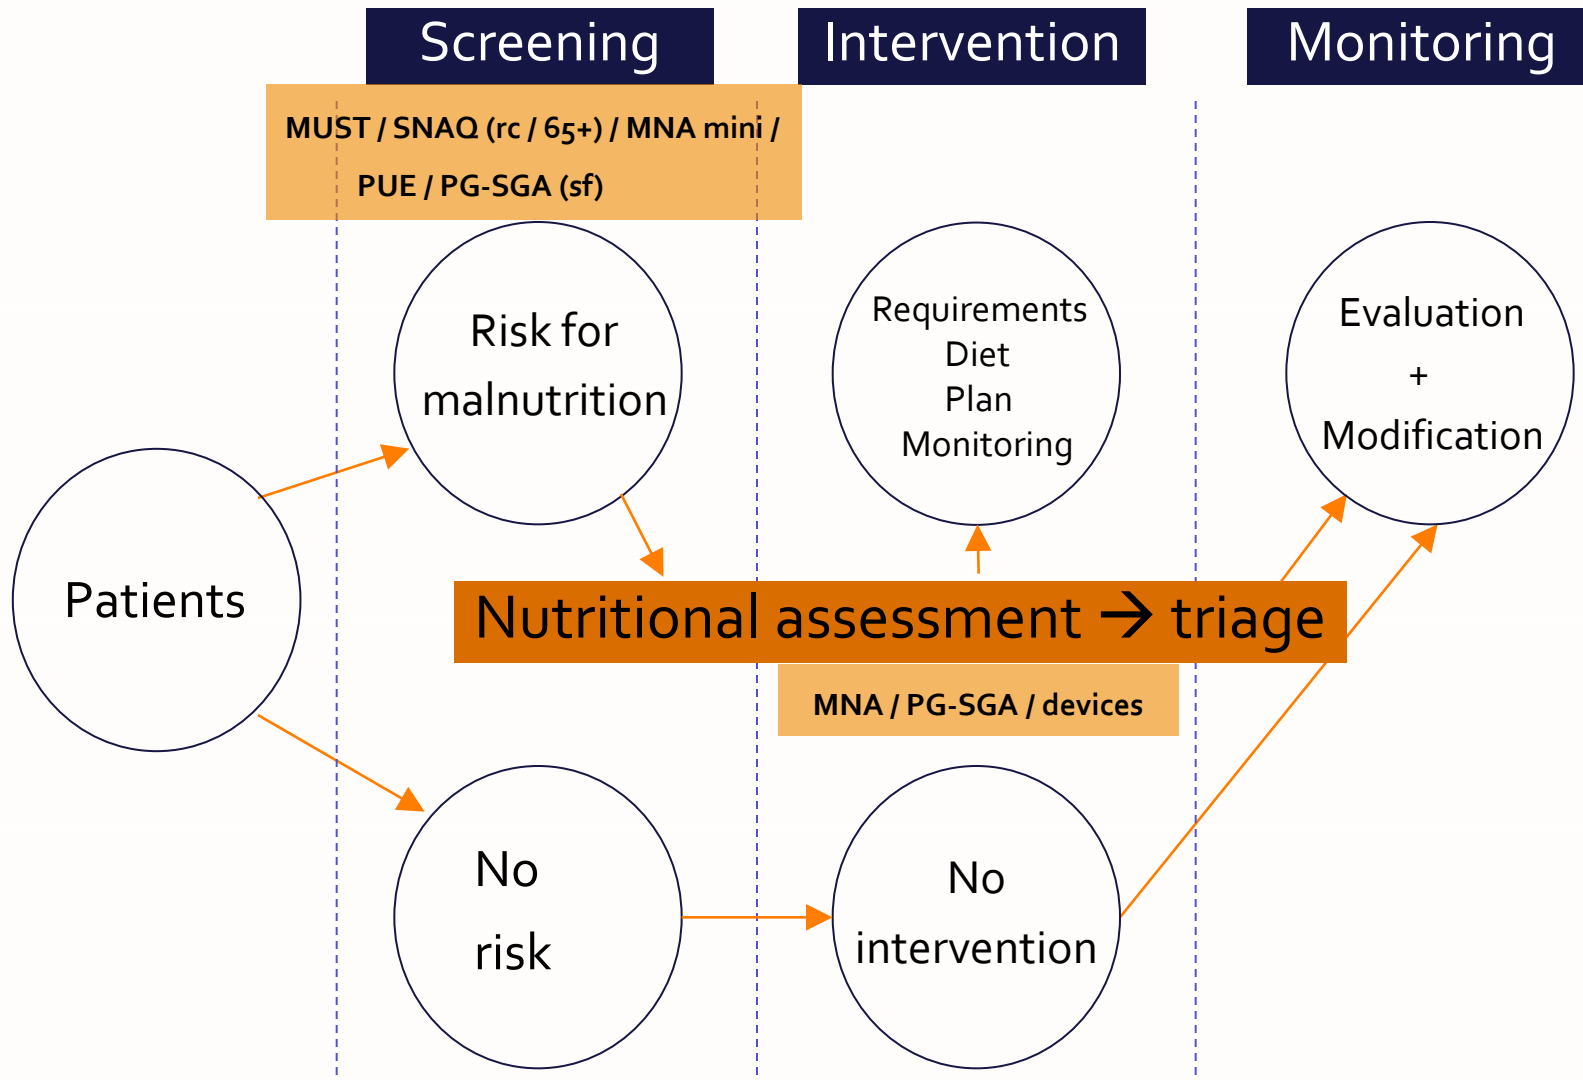 Screening
Intervention
Monitoring
MUST / SNAQ (rc / 65+) / MNA mini /
PUE / PG-SGA (sf)
Risk for
malnutrition
Requirements
Diet
Plan
Monitoring
Evaluation
+
Modification
Patients
Nutritional assessment → triage
MNA / PG-SGA / devices
No
risk
No
intervention